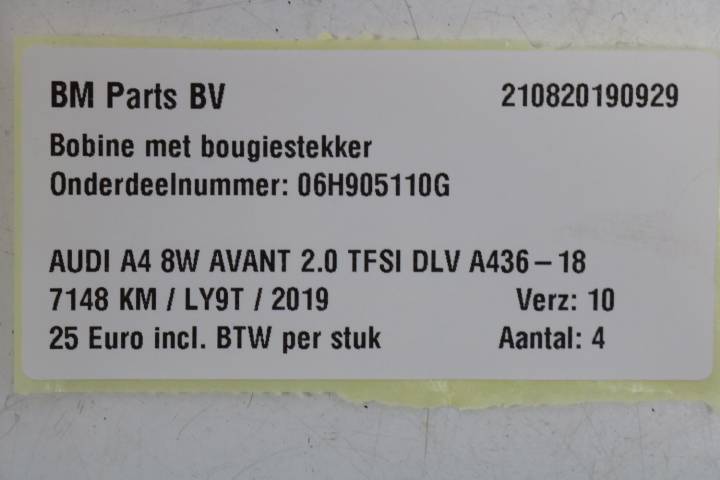 BM Parts BV 210820190929
Bobine met bougiestekker
Onderdeelnummer: 06H905110G
AUDI A4 8W AVANT 2.0 TFSI DLV A436-18
7148 KM / LY9T / 2019 Verz: 10
25 Euro incl. BTW per stuk Aantal: 4